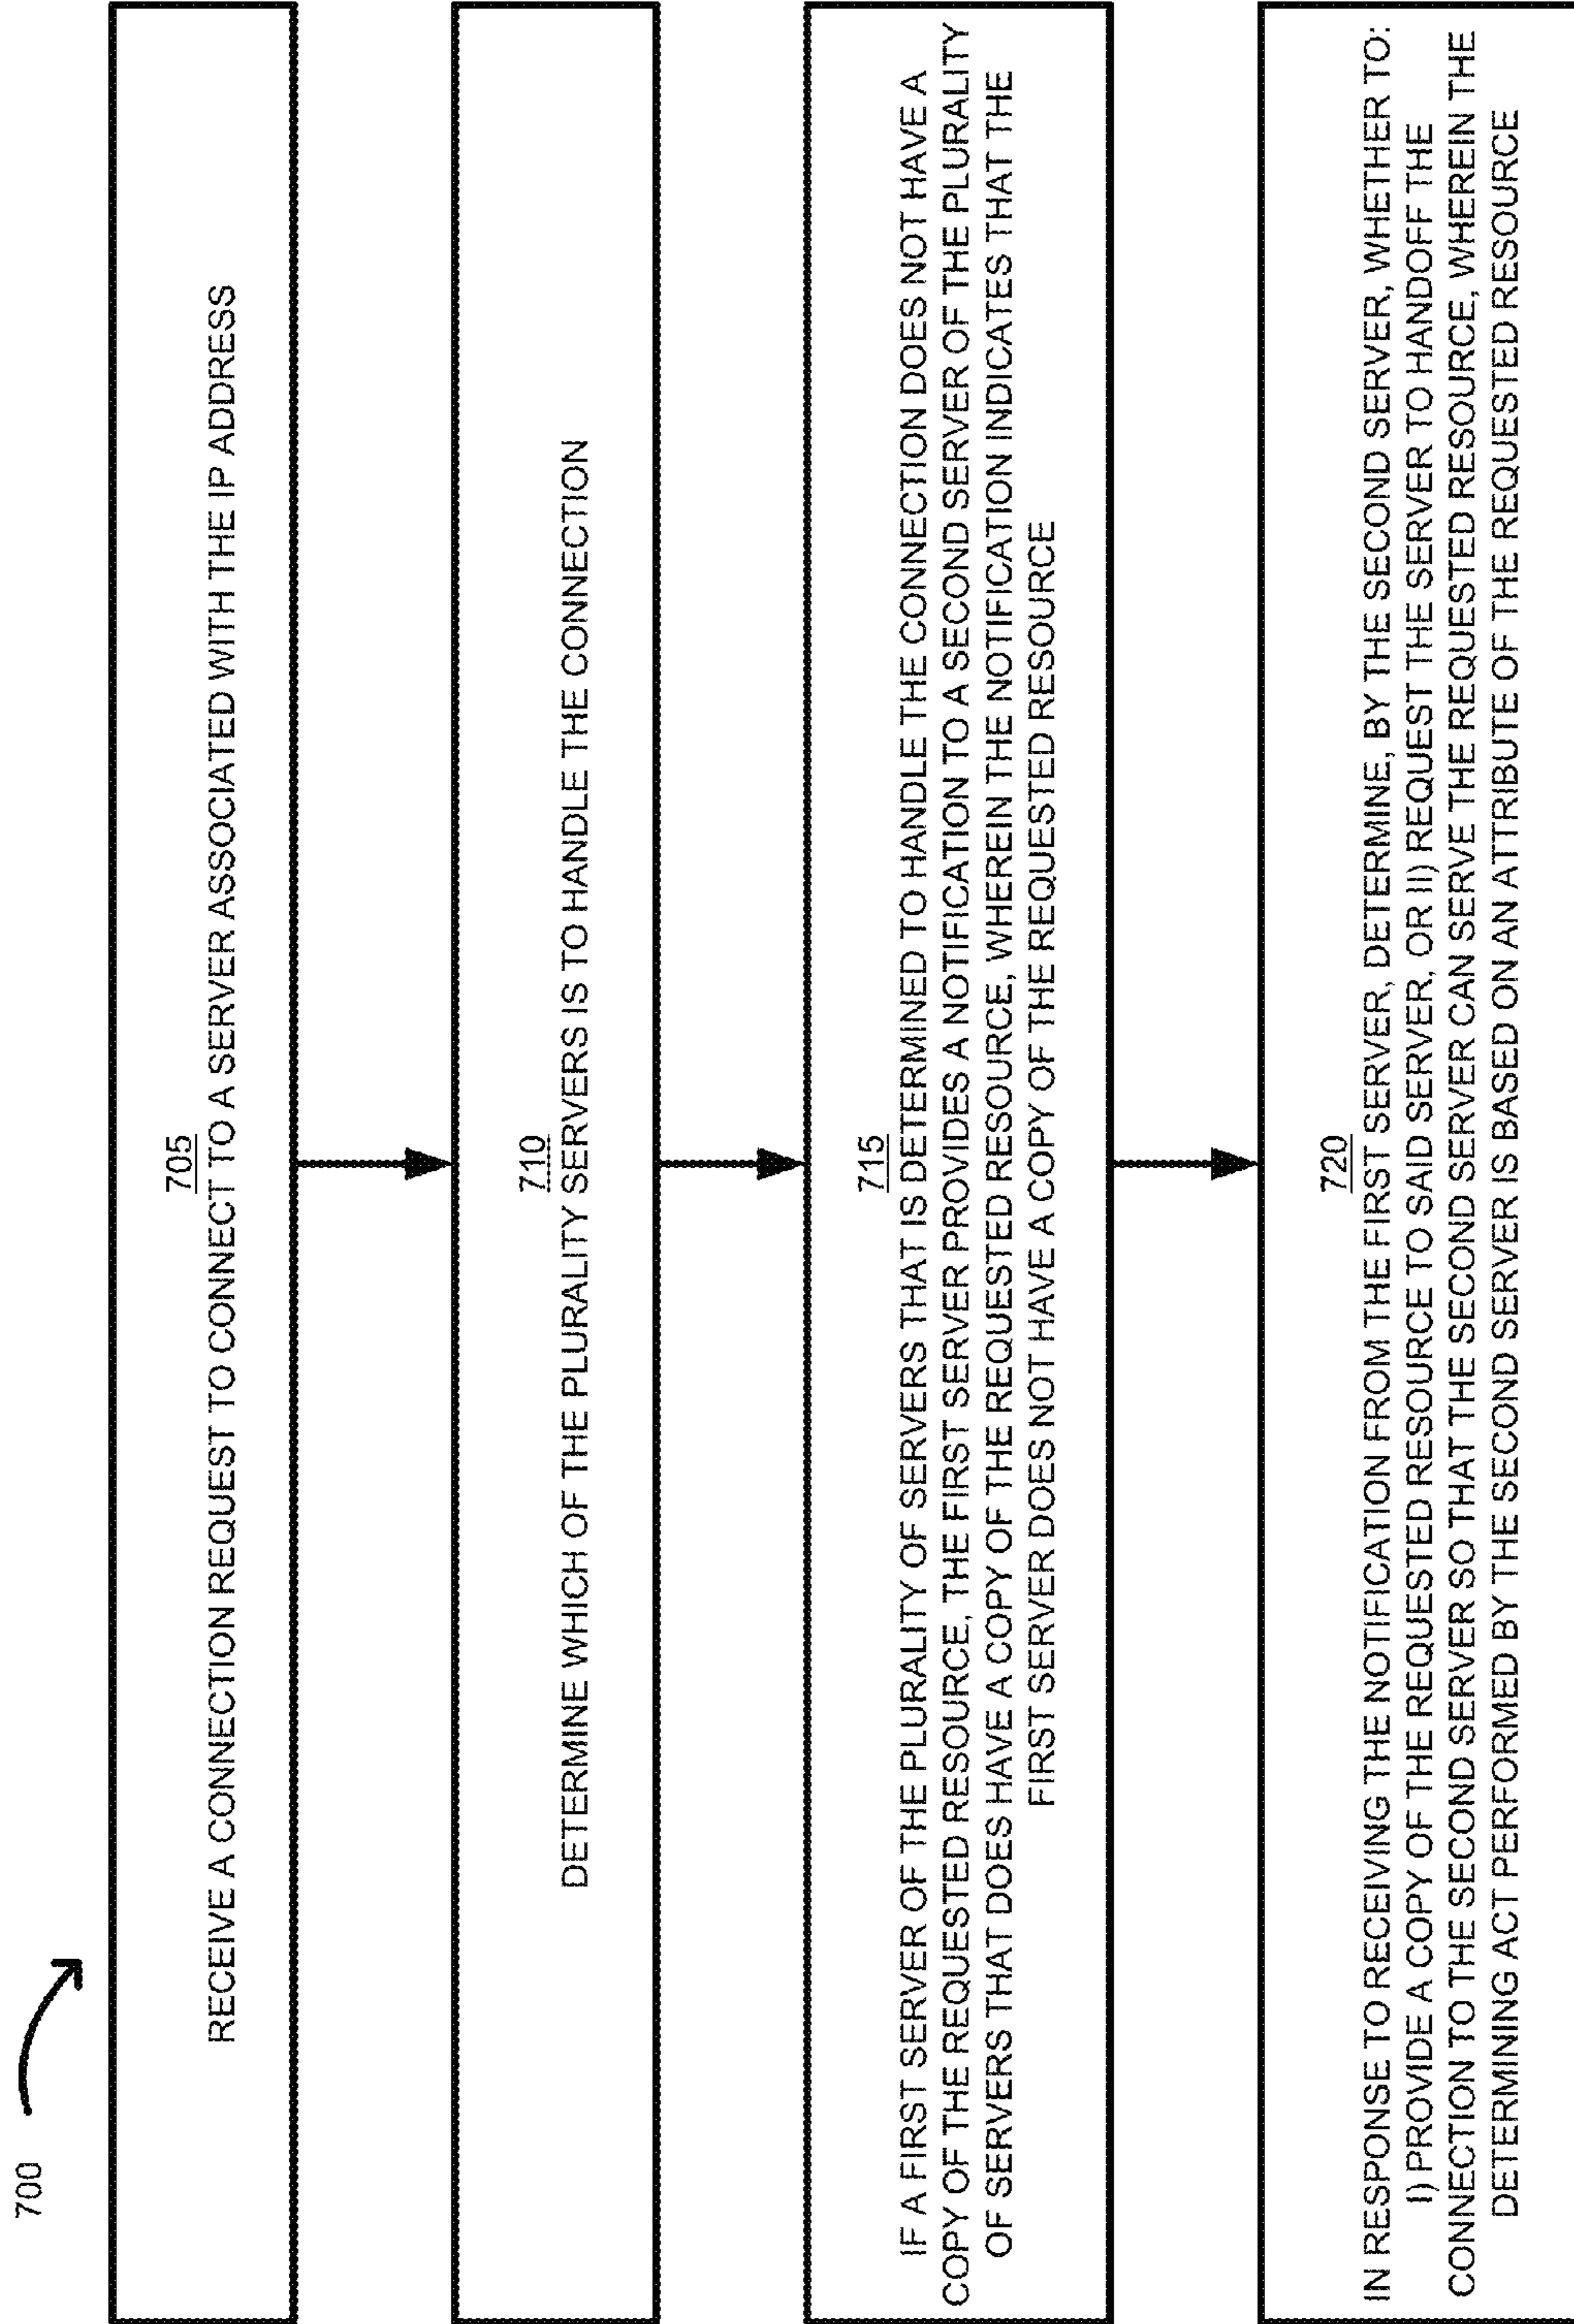 700
705
RECEIVE A CONNECTION REQUEST TO CONNECT TO A SERVER ASSOCIATED WITH THE IP ADDRESS
710
DETERMINE WHICH OF THE PLURALITY SERVERS IS TO HANDLE THE CONNECTION
715
IF A FIRST SERVER OF THE PLURALITY OF SERVERS THAT IS DETERMINED TO HANDLE THE CONNECTION DOES NOT HAVE A
COPY OF THE REQUESTED RESOURCE, THE FIRST SERVER PROVIDES A NOTIFICATION TO A SECOND SERVER OF THE PLURALITY
OF SERVERS THAT DOES HAVE A COPY OF THE REQUESTED RESOURCE, WHEREIN THE NOTIFICATION INDICATES THAT THE
FIRST SERVER DOES NOT HAVE A COPY OF THE REQUESTED RESOURCE
720
IN RESPONSE TO RECEIVING THE NOTIFICATION FROM THE FIRST SERVER, DETERMINE, BY THE SECOND SERVER, WHETHER TO:
I) PROVIDE A COPY OF THE REQUESTED RESOURCE TO SAID SERVER, OR II) REQUEST THE SERVER TO HANDOFF THE
CONNECTION TO THE SECOND SERVER SO THAT THE SECOND SERVER CAN SERVE THE REQUESTED RESOURCE, WHEREIN THE
DETERMINING ACT PERFORMED BY THE SECOND SERVER IS BASED ON AN ATTRIBUTE OF THE REQUESTED RESOURCE